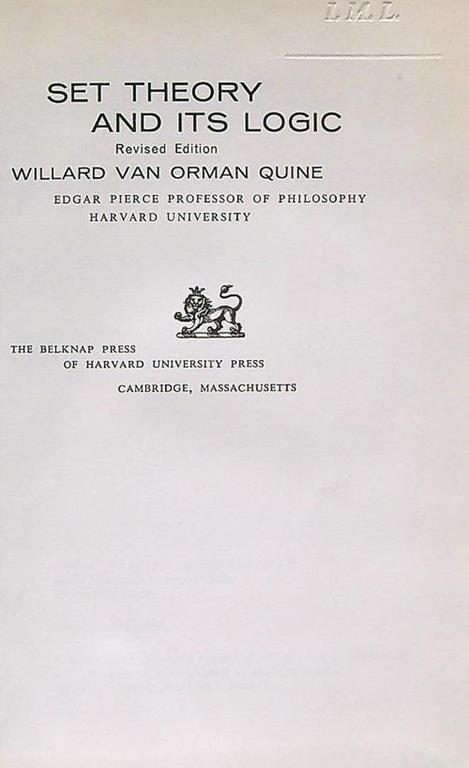 I. M. L.
SET THEORY
AND ITS LOGIC
Revised Edition
WILLARD VAN ORMAN QUINE
EDGAR PIERCE PROFESSOR OF PHILOSOPHY
HARVARD UNIVERSITY
THE BELKNAP PRESS
OF HARVARD UNIVERSITY PRESS
CAMBRIDGE, MASSACHUSETTS